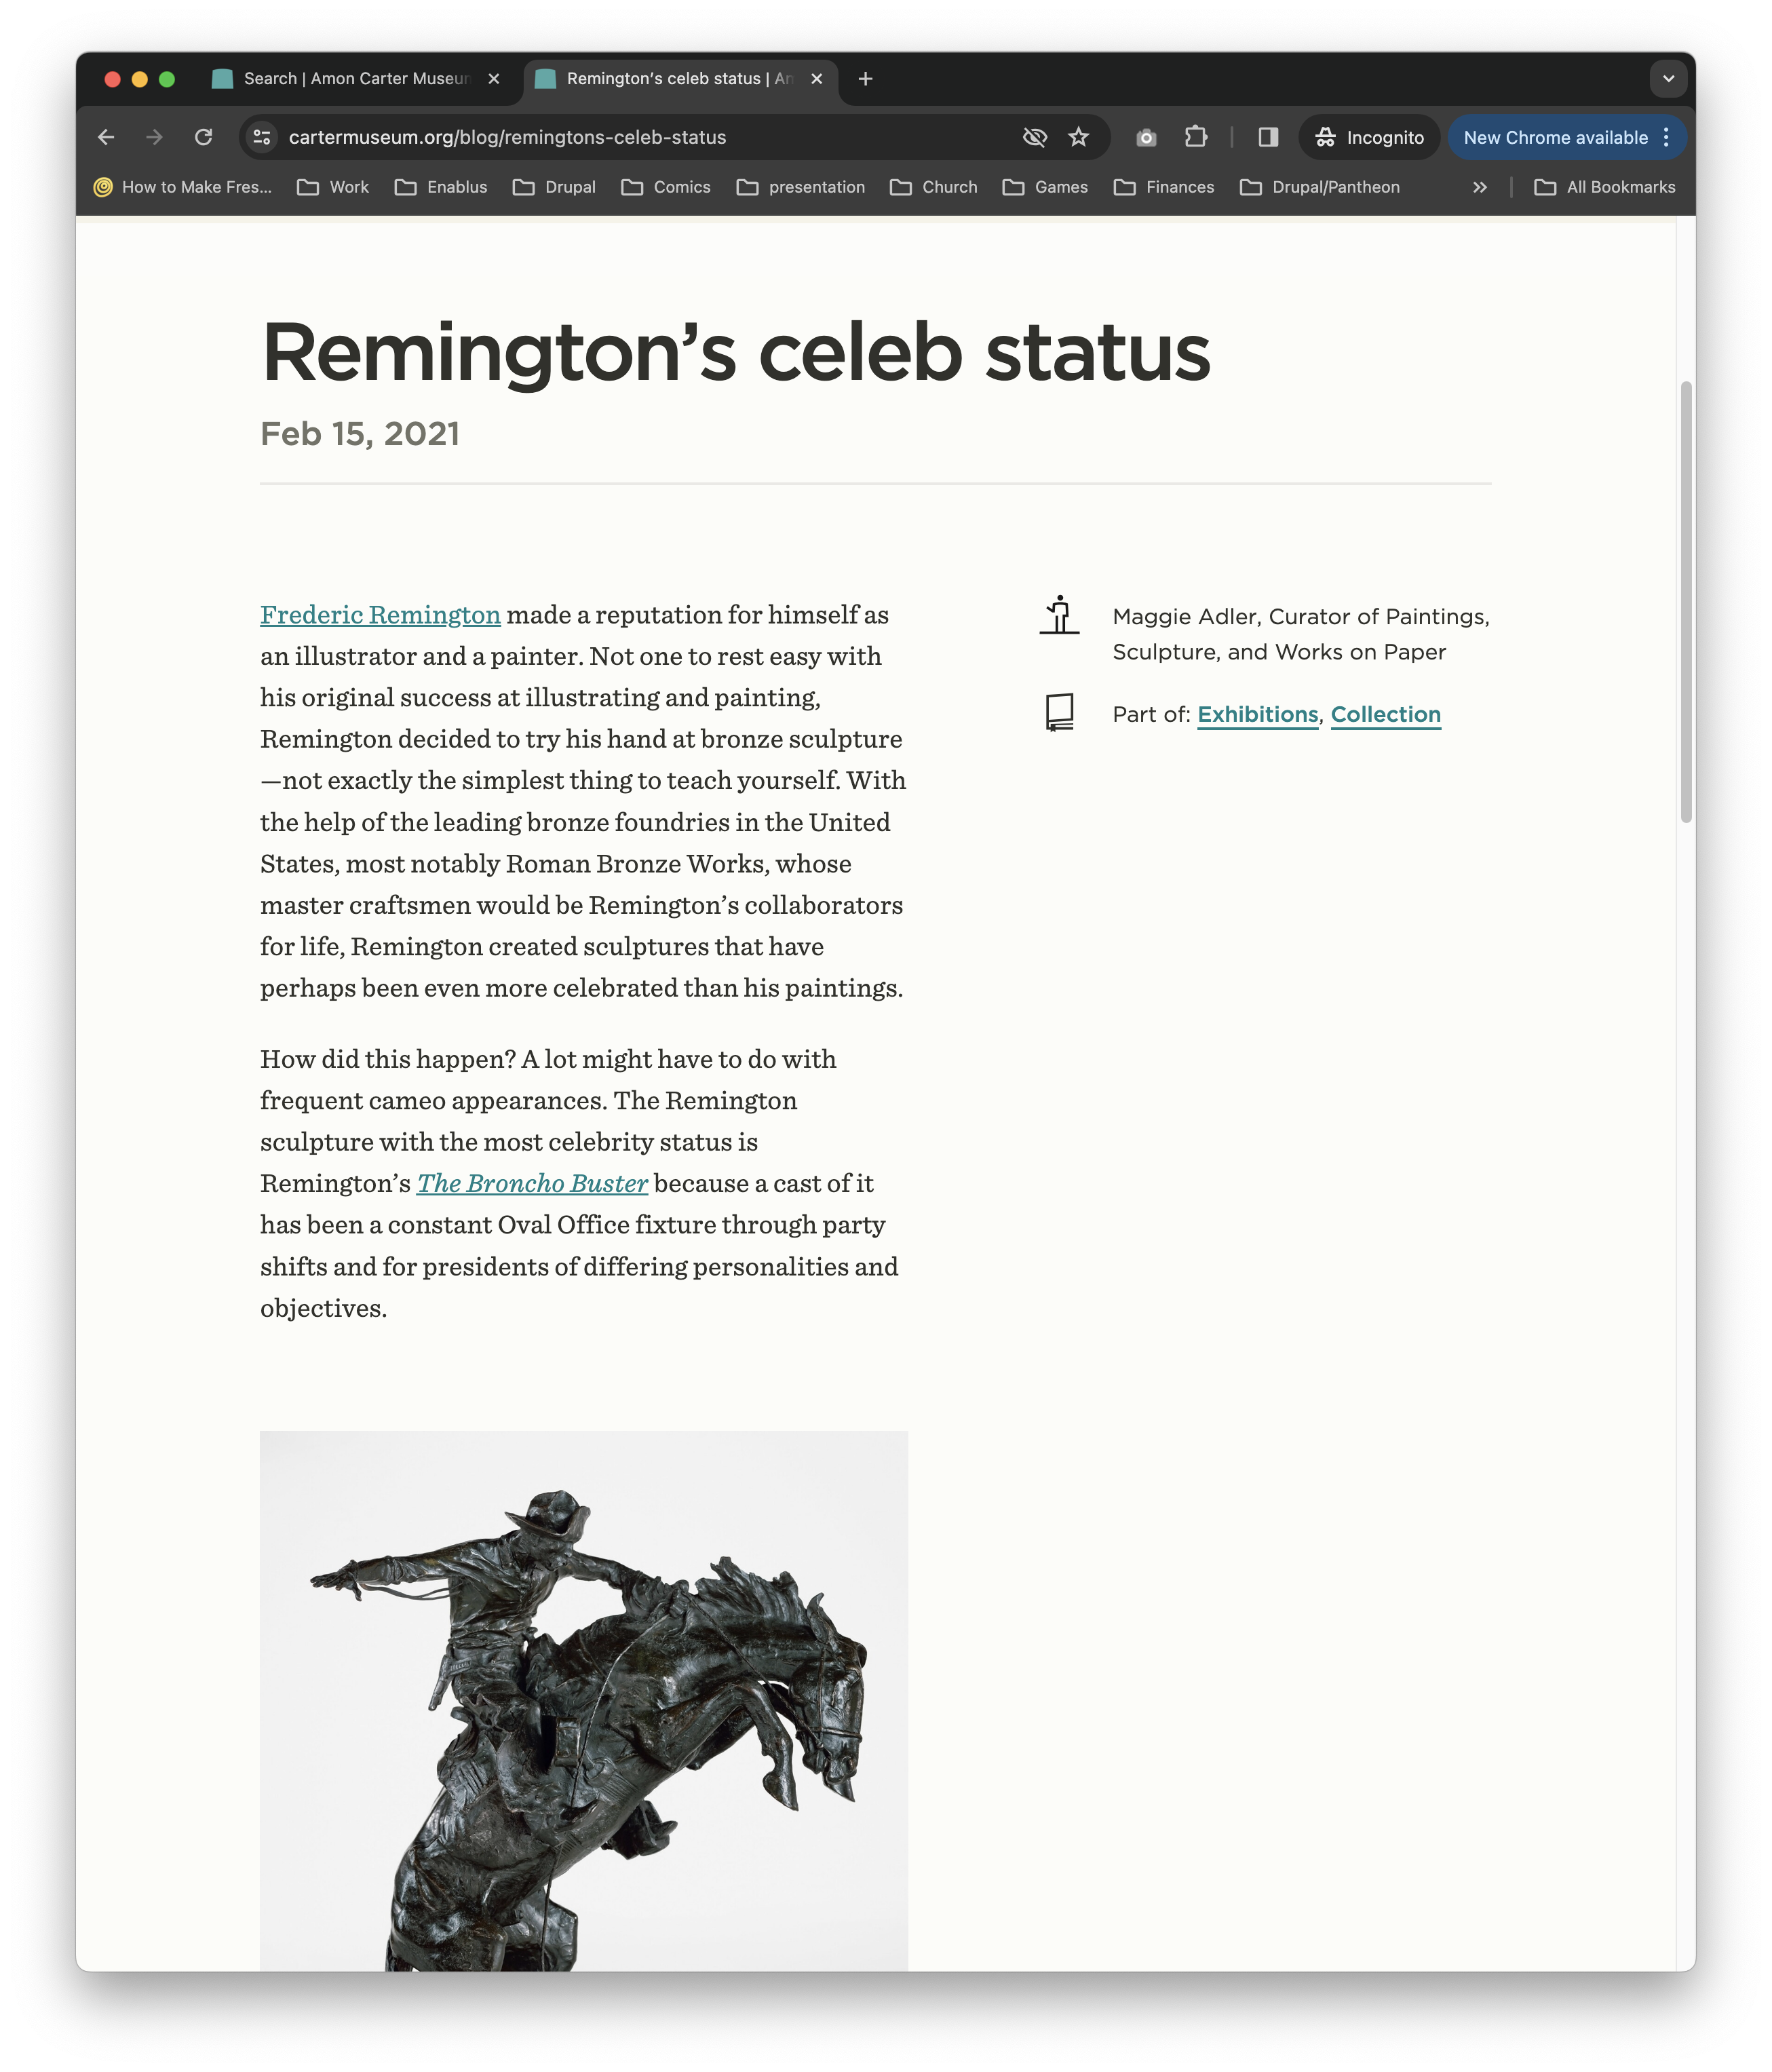 Search | Amon Carter Museum
Remington's celeb status | Am
cartermuseum.org/blog/remingtons-celeb-status
Incognito
New Chrome available
How to Make Fres...
Work
Enablus
Drupal
Comics
presentation
Church
Games
Finances
Drupal/Pantheon
All Bookmarks
Remington’s celeb status
Feb 15, 2021
Frederic Remington made a reputation for himself as
an illustrator and a painter. Not one to rest easy with
his original success at illustrating and painting,
Remington decided to try his hand at bronze sculpture
—not exactly the simplest thing to teach yourself. With
the help of the leading bronze foundries in the United
States, most notably Roman Bronze Works, whose
master craftsmen would be Remington’s collaborators
for life, Remington created sculptures that have
perhaps been even more celebrated than his paintings.
How did this happen? A lot might have to do with
frequent cameo appearances. The Remington
sculpture with the most celebrity status is
Remington’s The Broncho Buster because a cast of it
has been a constant Oval Office fixture through party
shifts and for presidents of differing personalities and
objectives.
Maggie Adler, Curator of Paintings,
Sculpture, and Works on Paper
Part of: Exhibitions, Collection